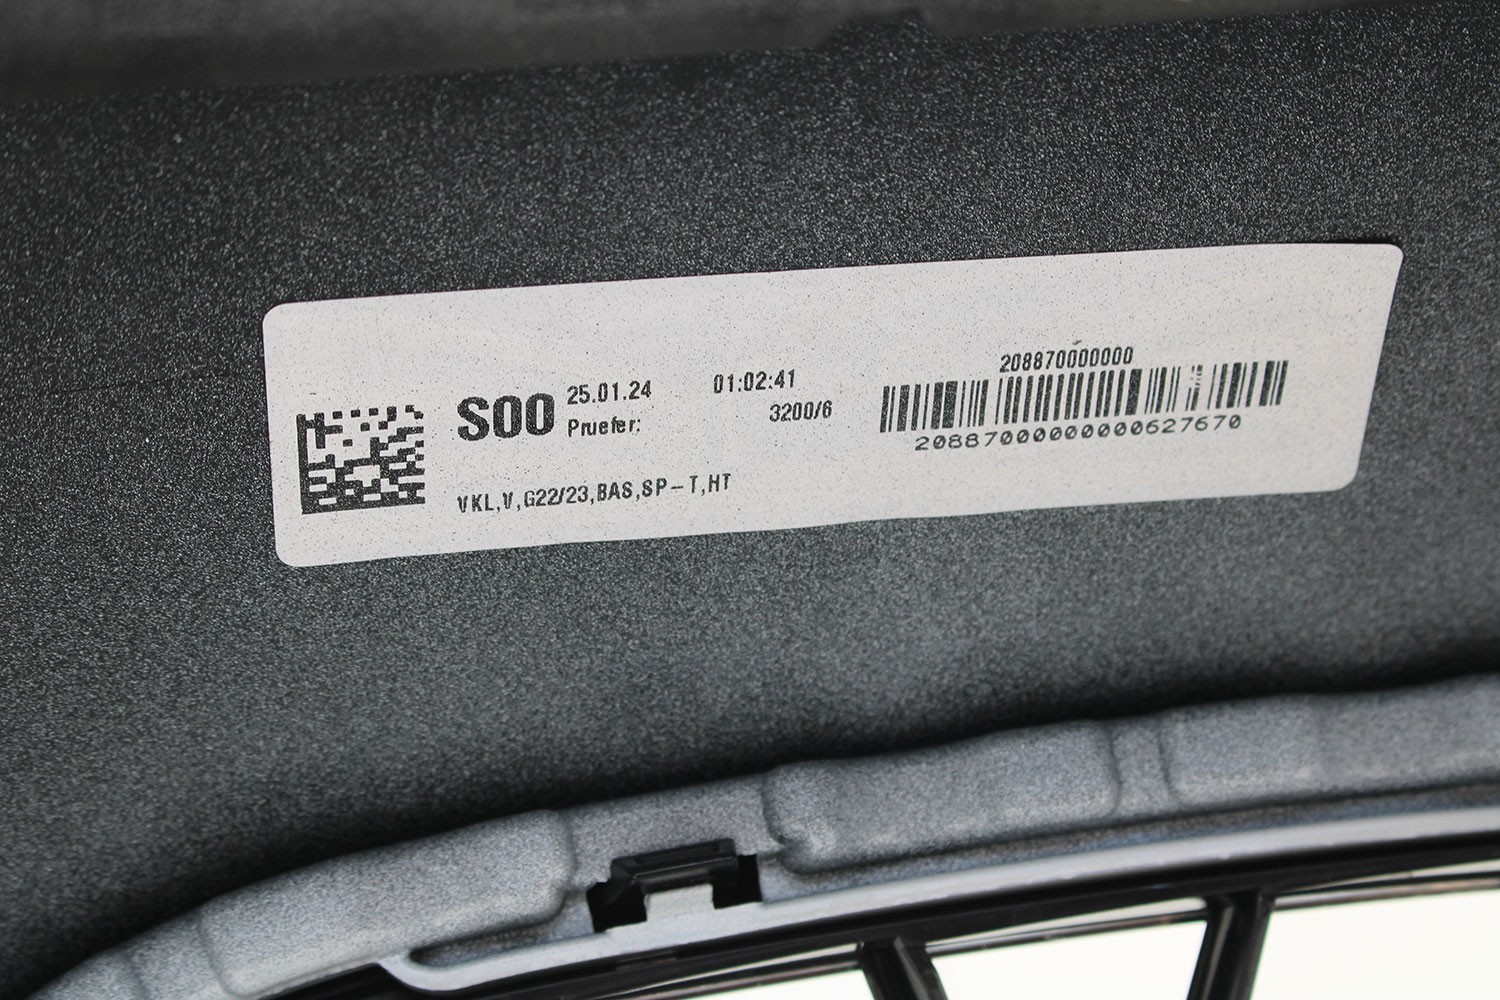 S00 25.01.24 01:02:41
Pruefer: 3200/6
VKL,V,G22/23,BAS,SP-T,HT
208870000000
20887000000000627670